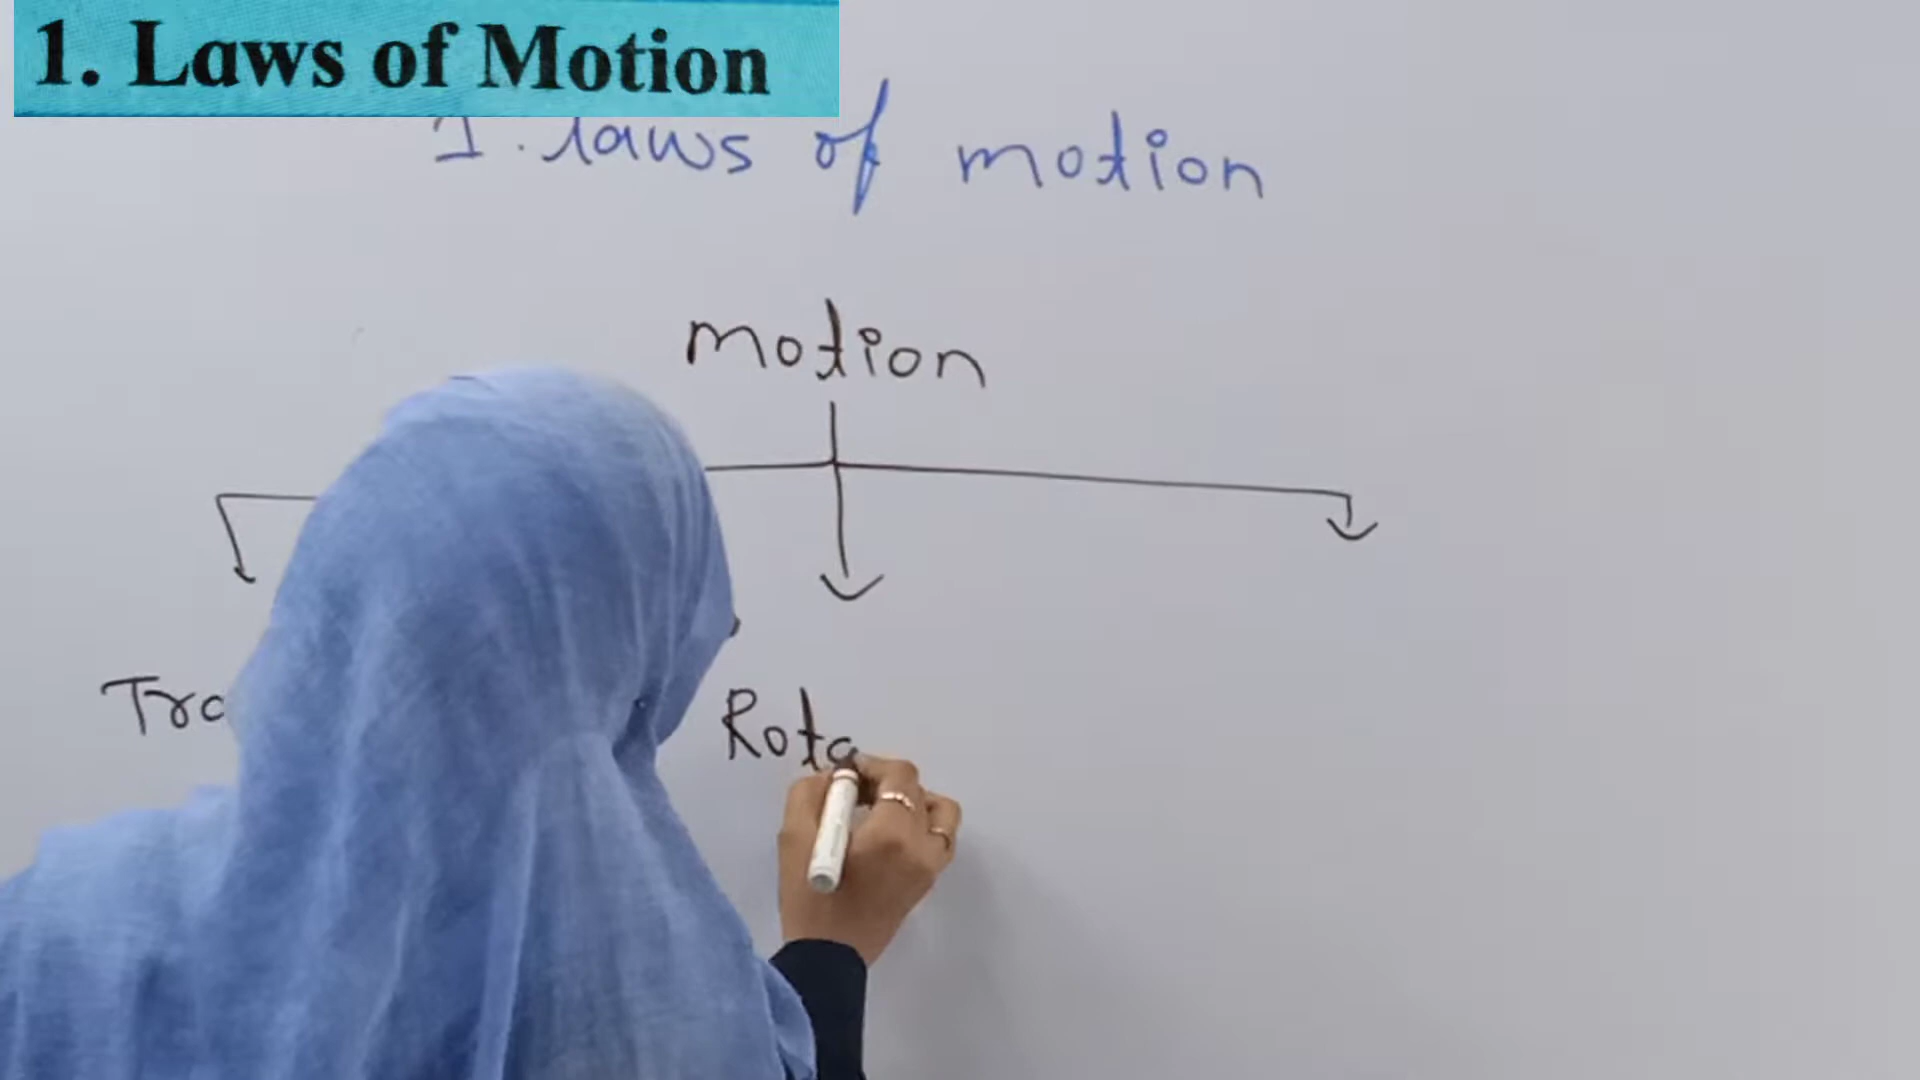 1. Laws of Motion
1. laws of motion
motion
Tra
Rota